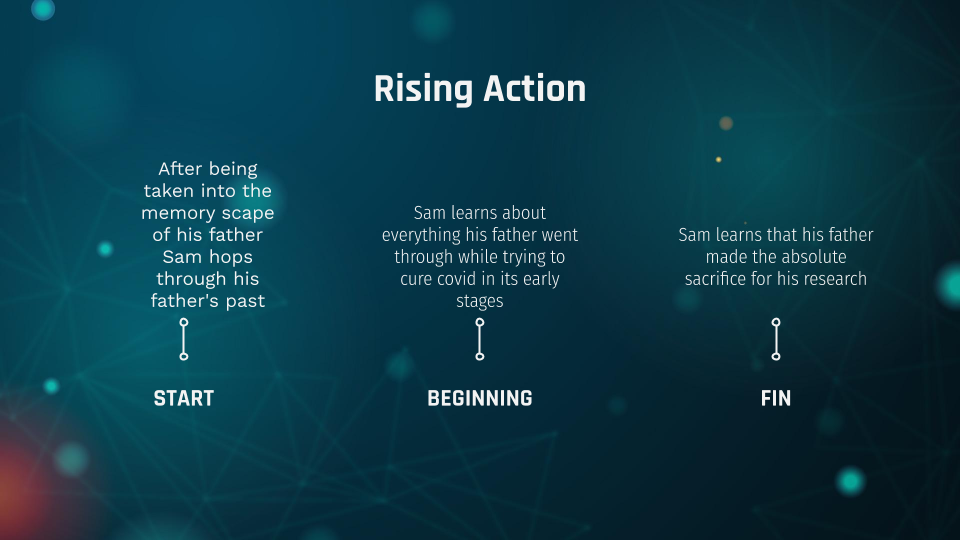 Rising Action
After being
taken into the
memory scape
of his father
Sam hops
through his
father's past
START
Sam learns about
everything his father went
through while trying to
cure covid in its early
stages
BEGINNING
Sam learns that his father
made the absolute
sacrifice for his research
FIN